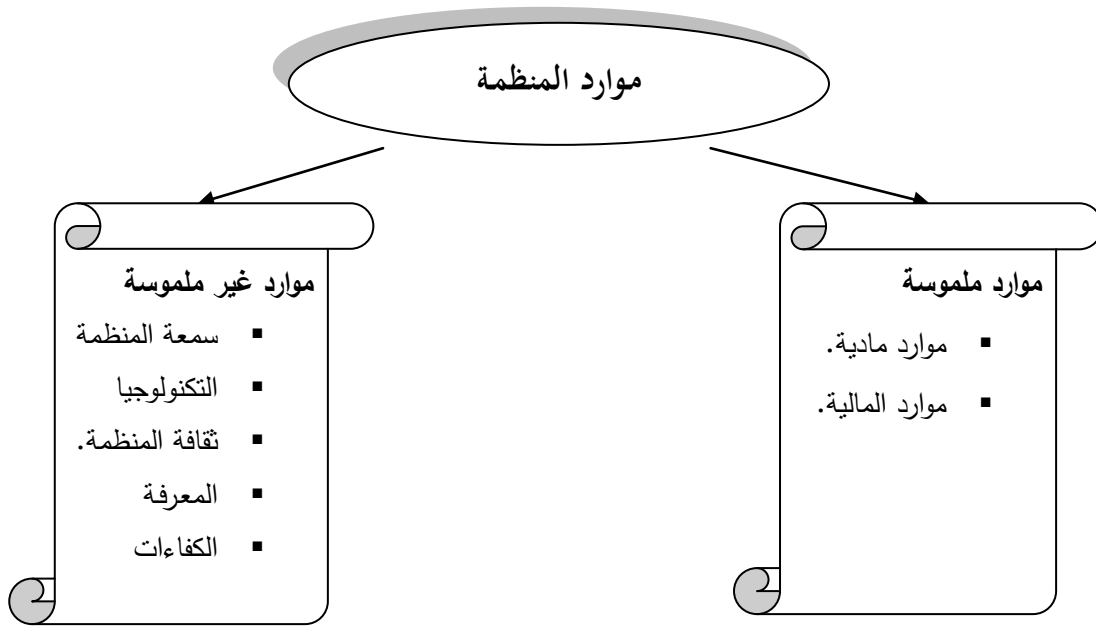 موارد المنظمة
موارد ملموسة
▪ موارد مادية.
▪ موارد المالية.
موارد غير ملموسة
▪ سمعة المنظمة
▪ التكنولوجيا
▪ ثقافة المنظمة.
▪ المعرفة
▪ الكفاءات